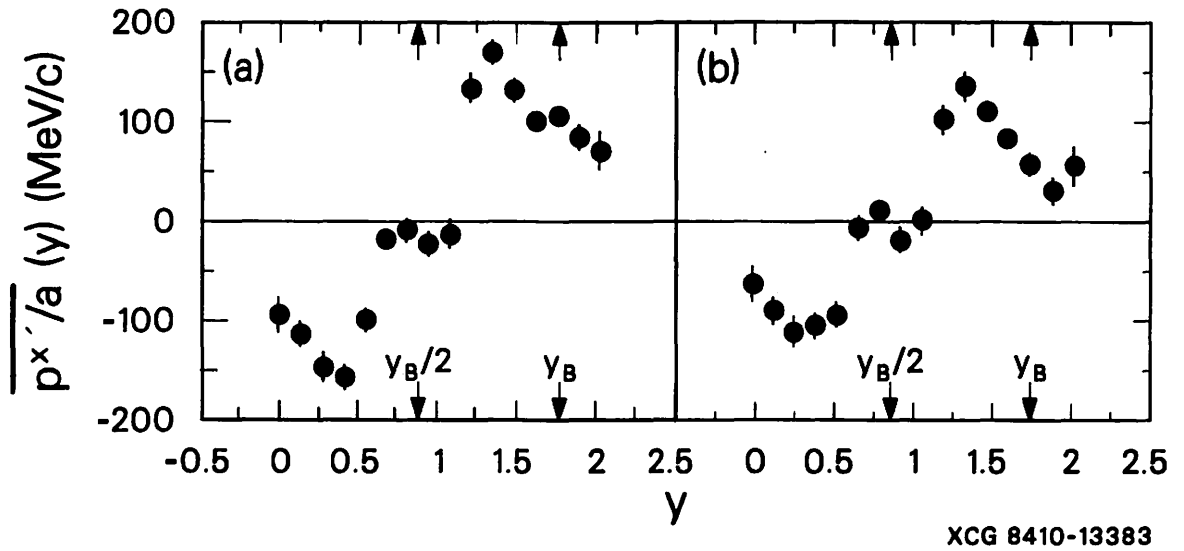 p^x´/a (y) (MeV/c)
200
100
0
-100
-200
(a)
(b)
y_B/2
y_B
y_B/2
y_B
-0.5 0 0.5 1 1.5 2 2.5 0 0.5 1 1.5 2 2.5
y
XCG 8410-13383